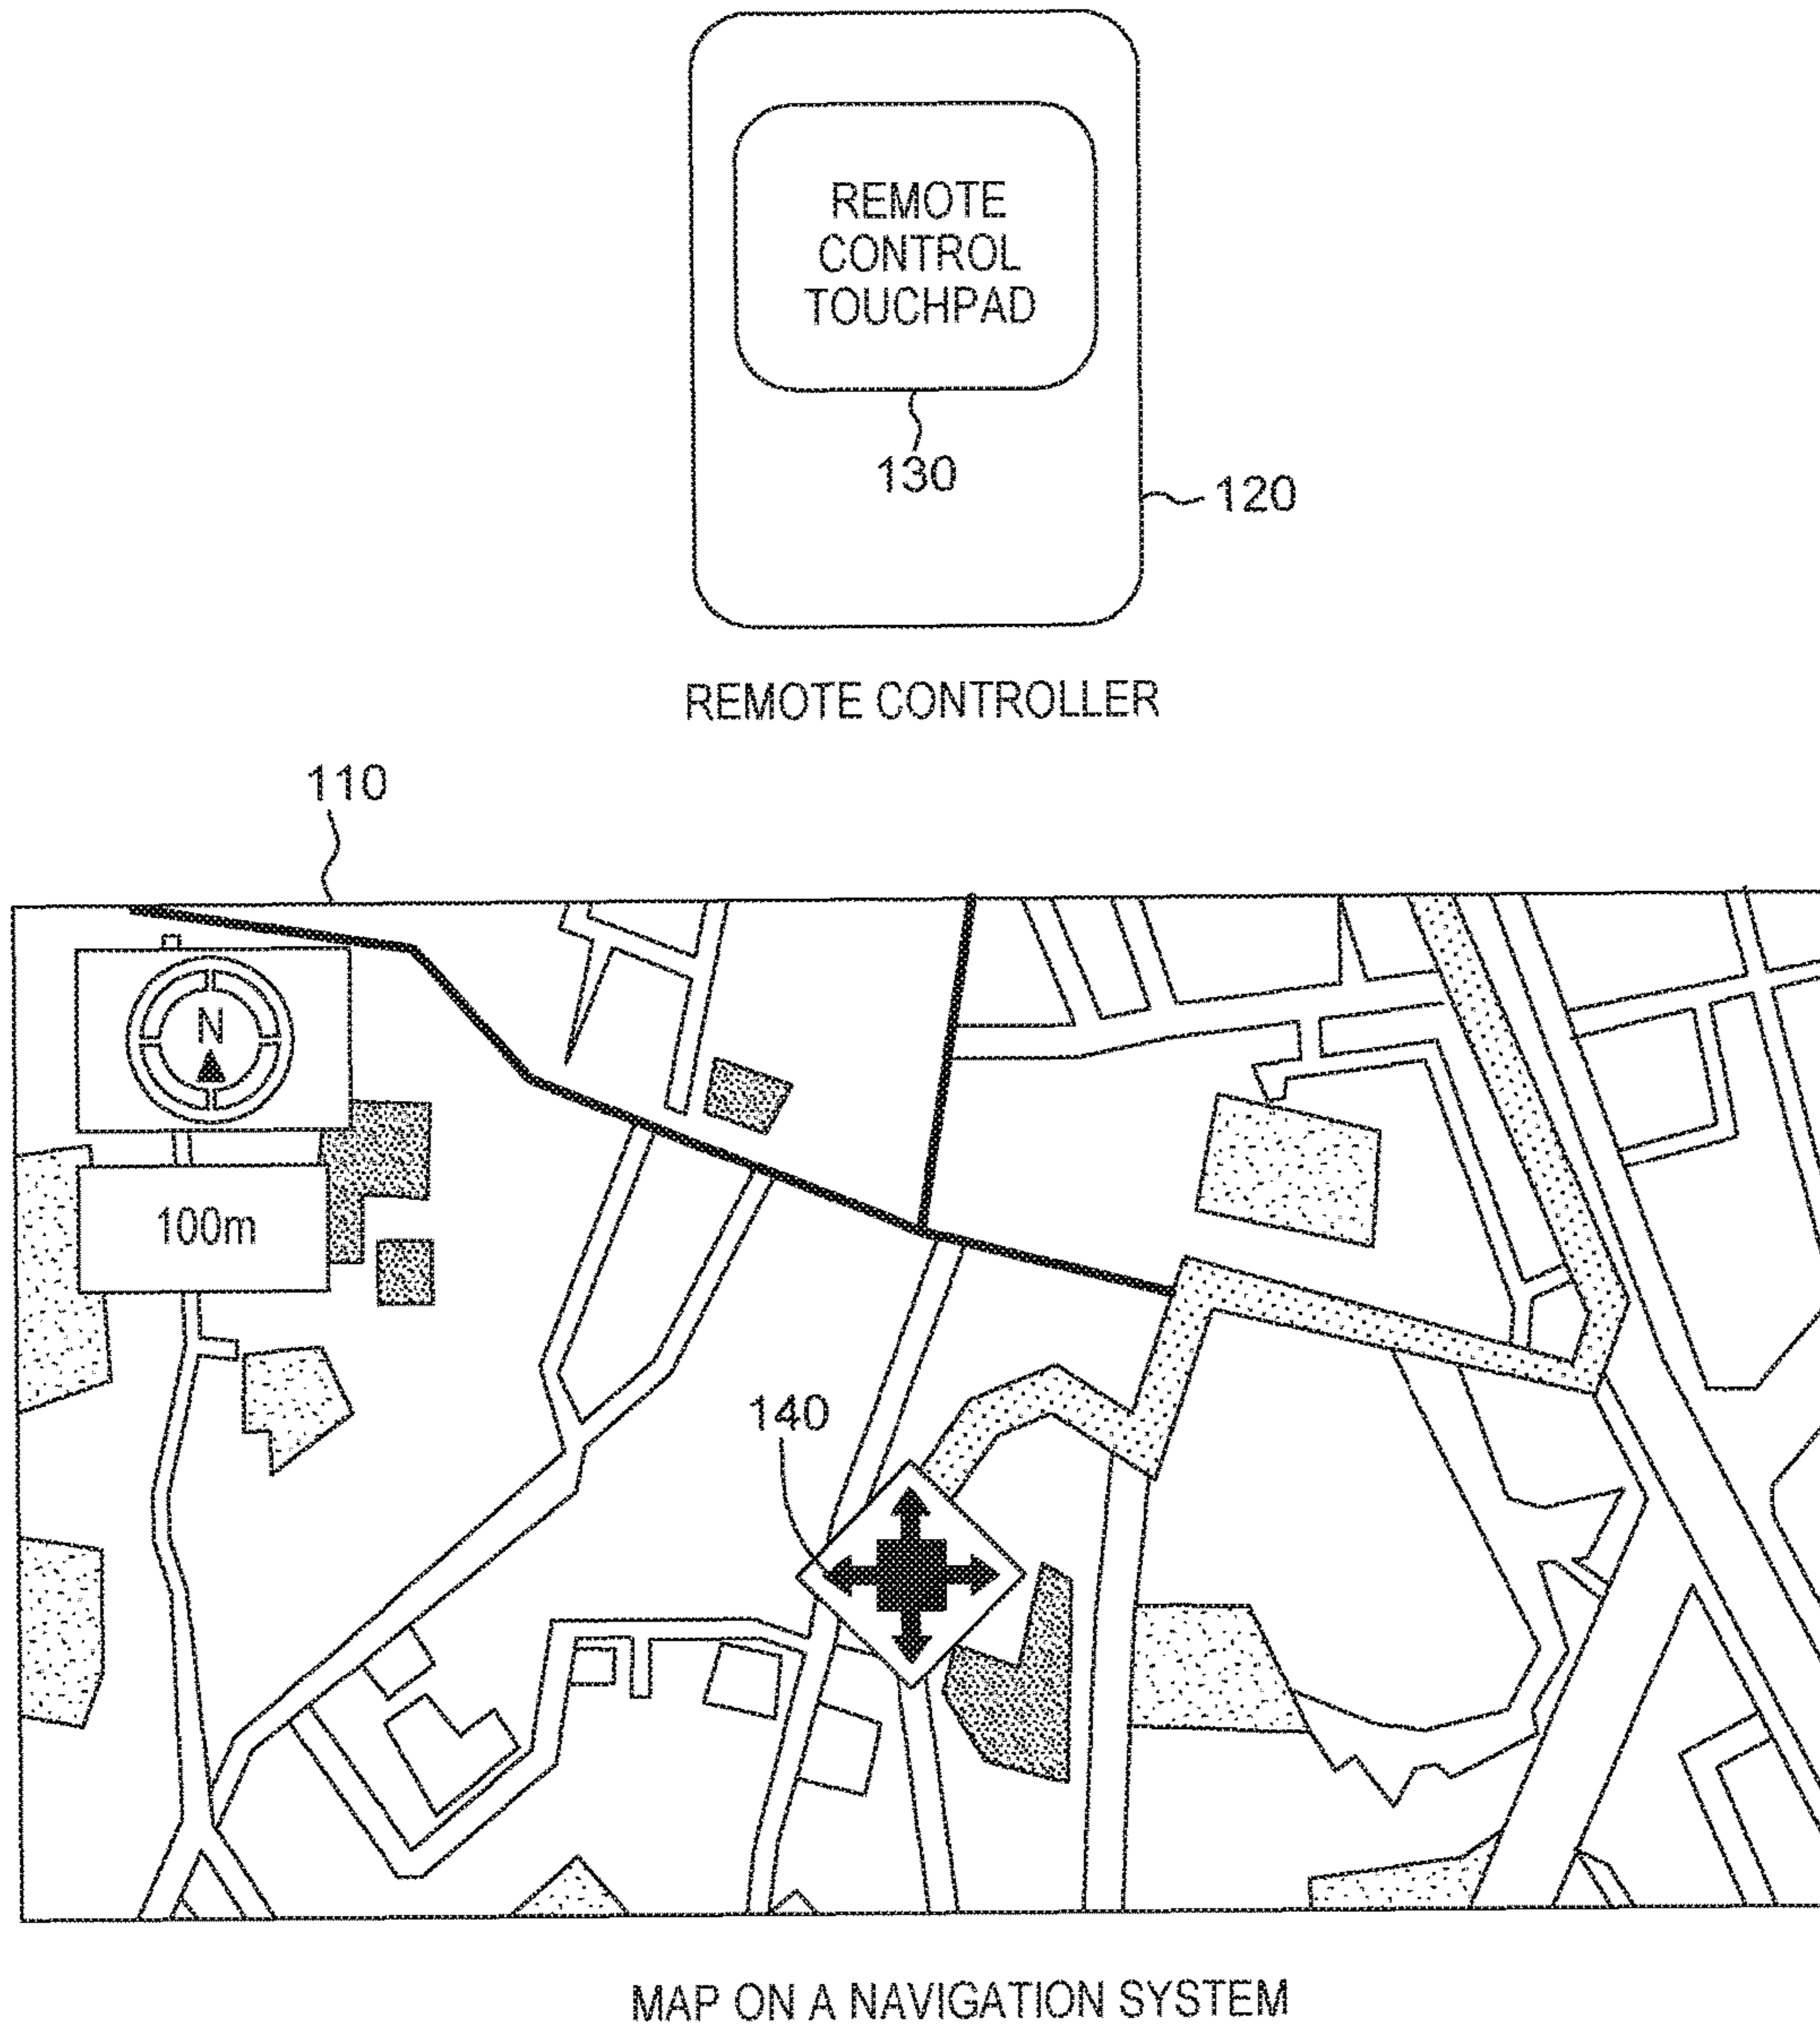 REMOTE
CONTROL
TOUCHPAD
130
120
REMOTE CONTROLLER
110
N
100m
140
MAP ON A NAVIGATION SYSTEM